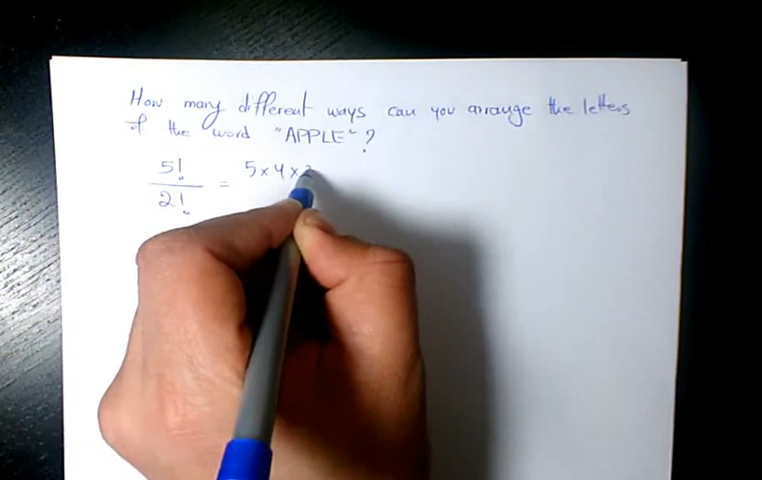 How many different ways can you arrange the letters
of the word "APPLE"?
5! / 2! = 5 x 4 x 3